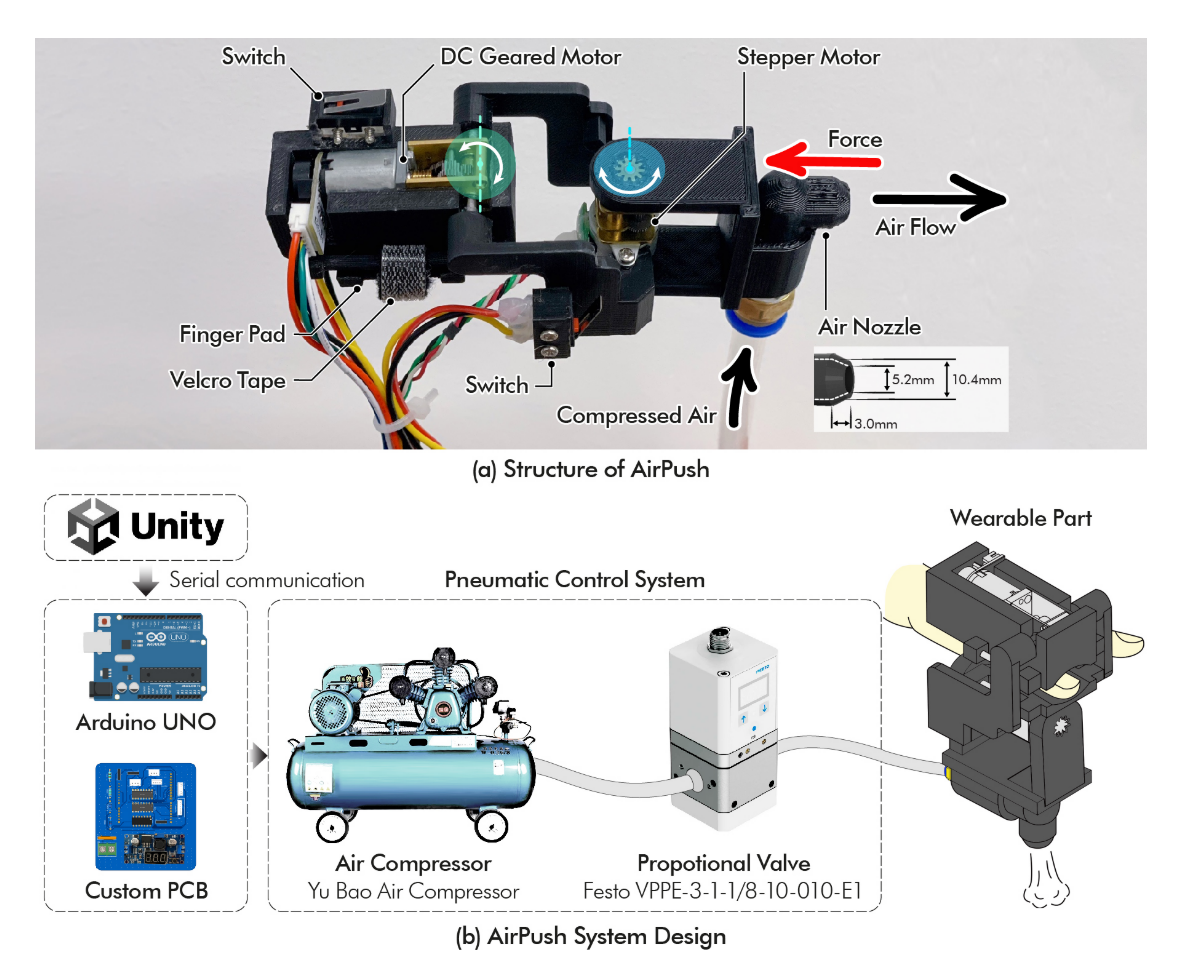 Switch
DC Geared Motor
Stepper Motor
Force
Air Flow
Finger Pad
Velcro Tape
Switch
Compressed Air
Air Nozzle
5.2mm
10.4mm
3.0mm
(a) Structure of AirPush
Unity
Serial communication
Pneumatic Control System
Wearable Part
UNO
Arduino UNO
Custom PCB
Air Compressor
Yu Bao Air Compressor
Propotional Valve
Festo VPPE-3-1-1/8-10-010-E1
(b) AirPush System Design